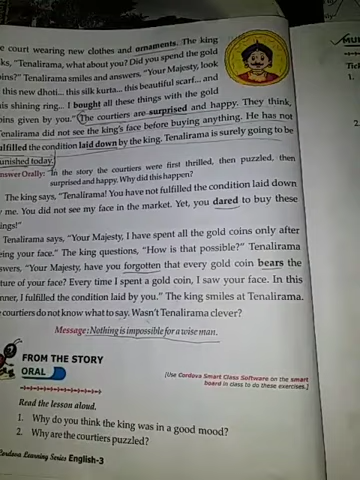 e court wearing new clothes and ornaments. The king
ks, "Tenalirama, what about you? Did you spend the gold
ins?" Tenalirama smiles and answers, "Your Majesty, look
this new dhoti... this silk kurta... this beautiful scarf... and
is shining ring... I bought all these things with the gold
ins given by you." The courtiers are surprised and happy. They think,
Tenalirama did not see the king's face before buying anything. He has not
ulfilled the condition laid down by the king. Tenalirama is surely going to be
unished today.
nswer Orally: In the story the courtiers were first thrilled, then puzzled, then
surprised and happy. Why did this happen?
The king says, "Tenalirama! You have not fulfilled the condition laid down
me. You did not see my face in the market. Yet, you dared to buy these
ings!"
Tenalirama says, "Your Majesty, I have spent all the gold coins only after
eing your face." The king questions, "How is that possible?" Tenalirama
swers, "Your Majesty, have you forgotten that every gold coin bears the
ture of your face? Every time I spent a gold coin, I saw your face. In this
nner, I fulfilled the condition laid by you." The king smiles at Tenalirama.
courtiers do not know what to say. Wasn't Tenalirama clever?
Message: Nothing is impossible for a wise man.
FROM THE STORY
ORAL
[Use Cordova Smart Class Software on the smart
board in class to do these exercises.]
Read the lesson aloud.
1. Why do you think the king was in a good mood?
2. Why are the courtiers puzzled?
Cordova Learning Series English-3
Tic
1.
2.